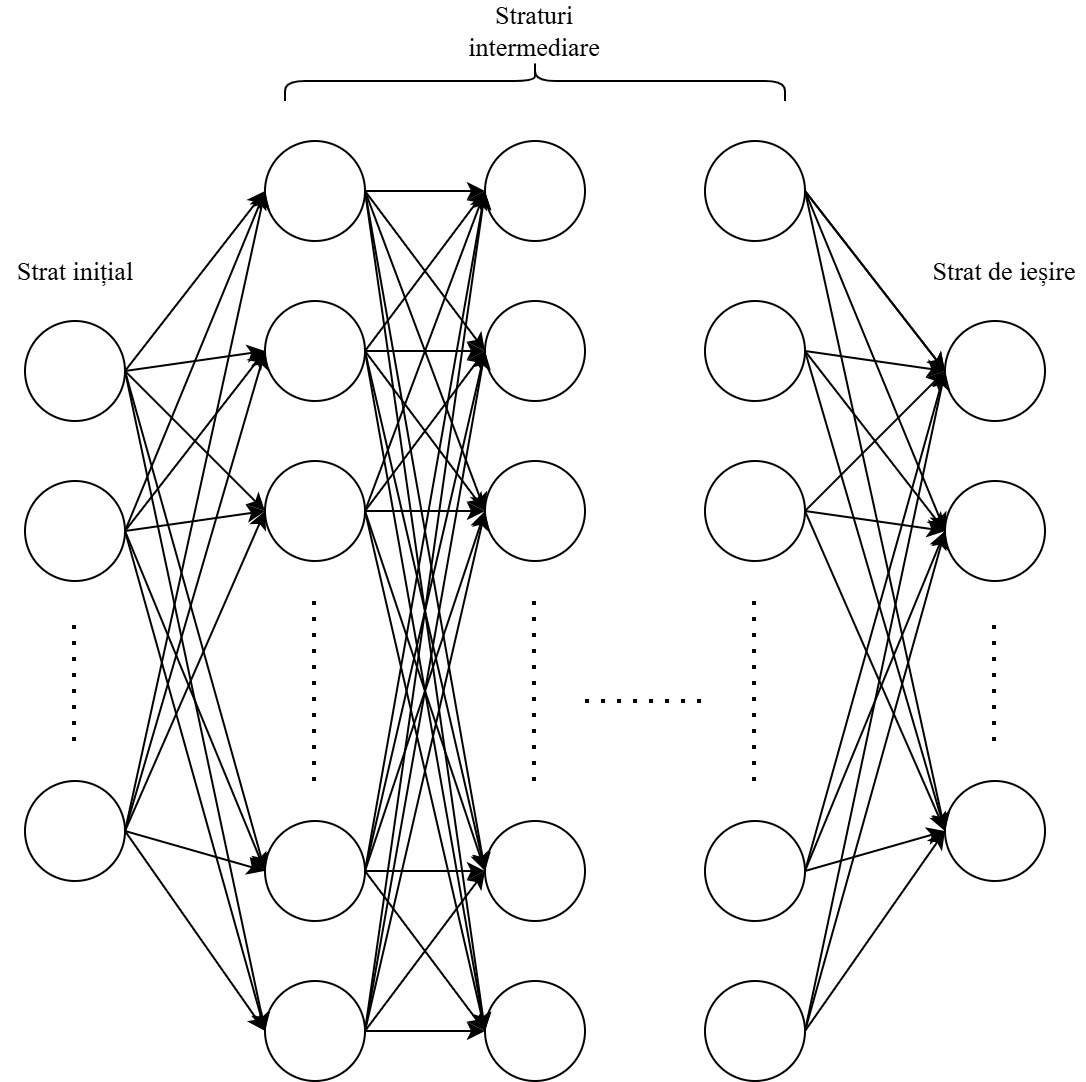 Straturi
intermediare
Strat inițial
Strat de ieșire